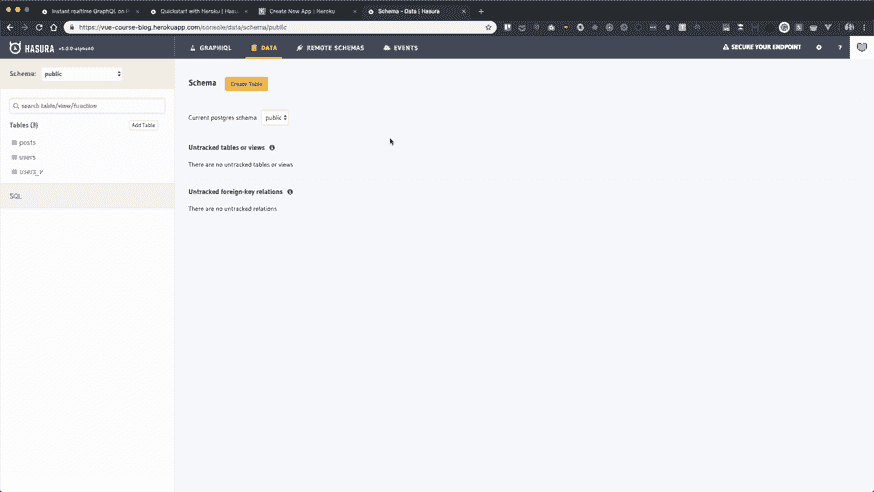 Instant realtime GraphQL on P
Quickstart with Heroku | Hasu
Create New App | Heroku
Schema - Data | Hasura
https://vue-course-blog.herokuapp.com/console/data/schema/public
HASURA v1.0.0-alpha40
GRAPHIQL
DATA
REMOTE SCHEMAS
EVENTS
SECURE YOUR ENDPOINT
?
Schema: public
search table/view/function
Tables (3)
Add Table
posts
users
users_v
SQL
Schema
Create Table
Current postgres schema public
Untracked tables or views
There are no untracked tables or views
Untracked foreign-key relations
There are no untracked relations